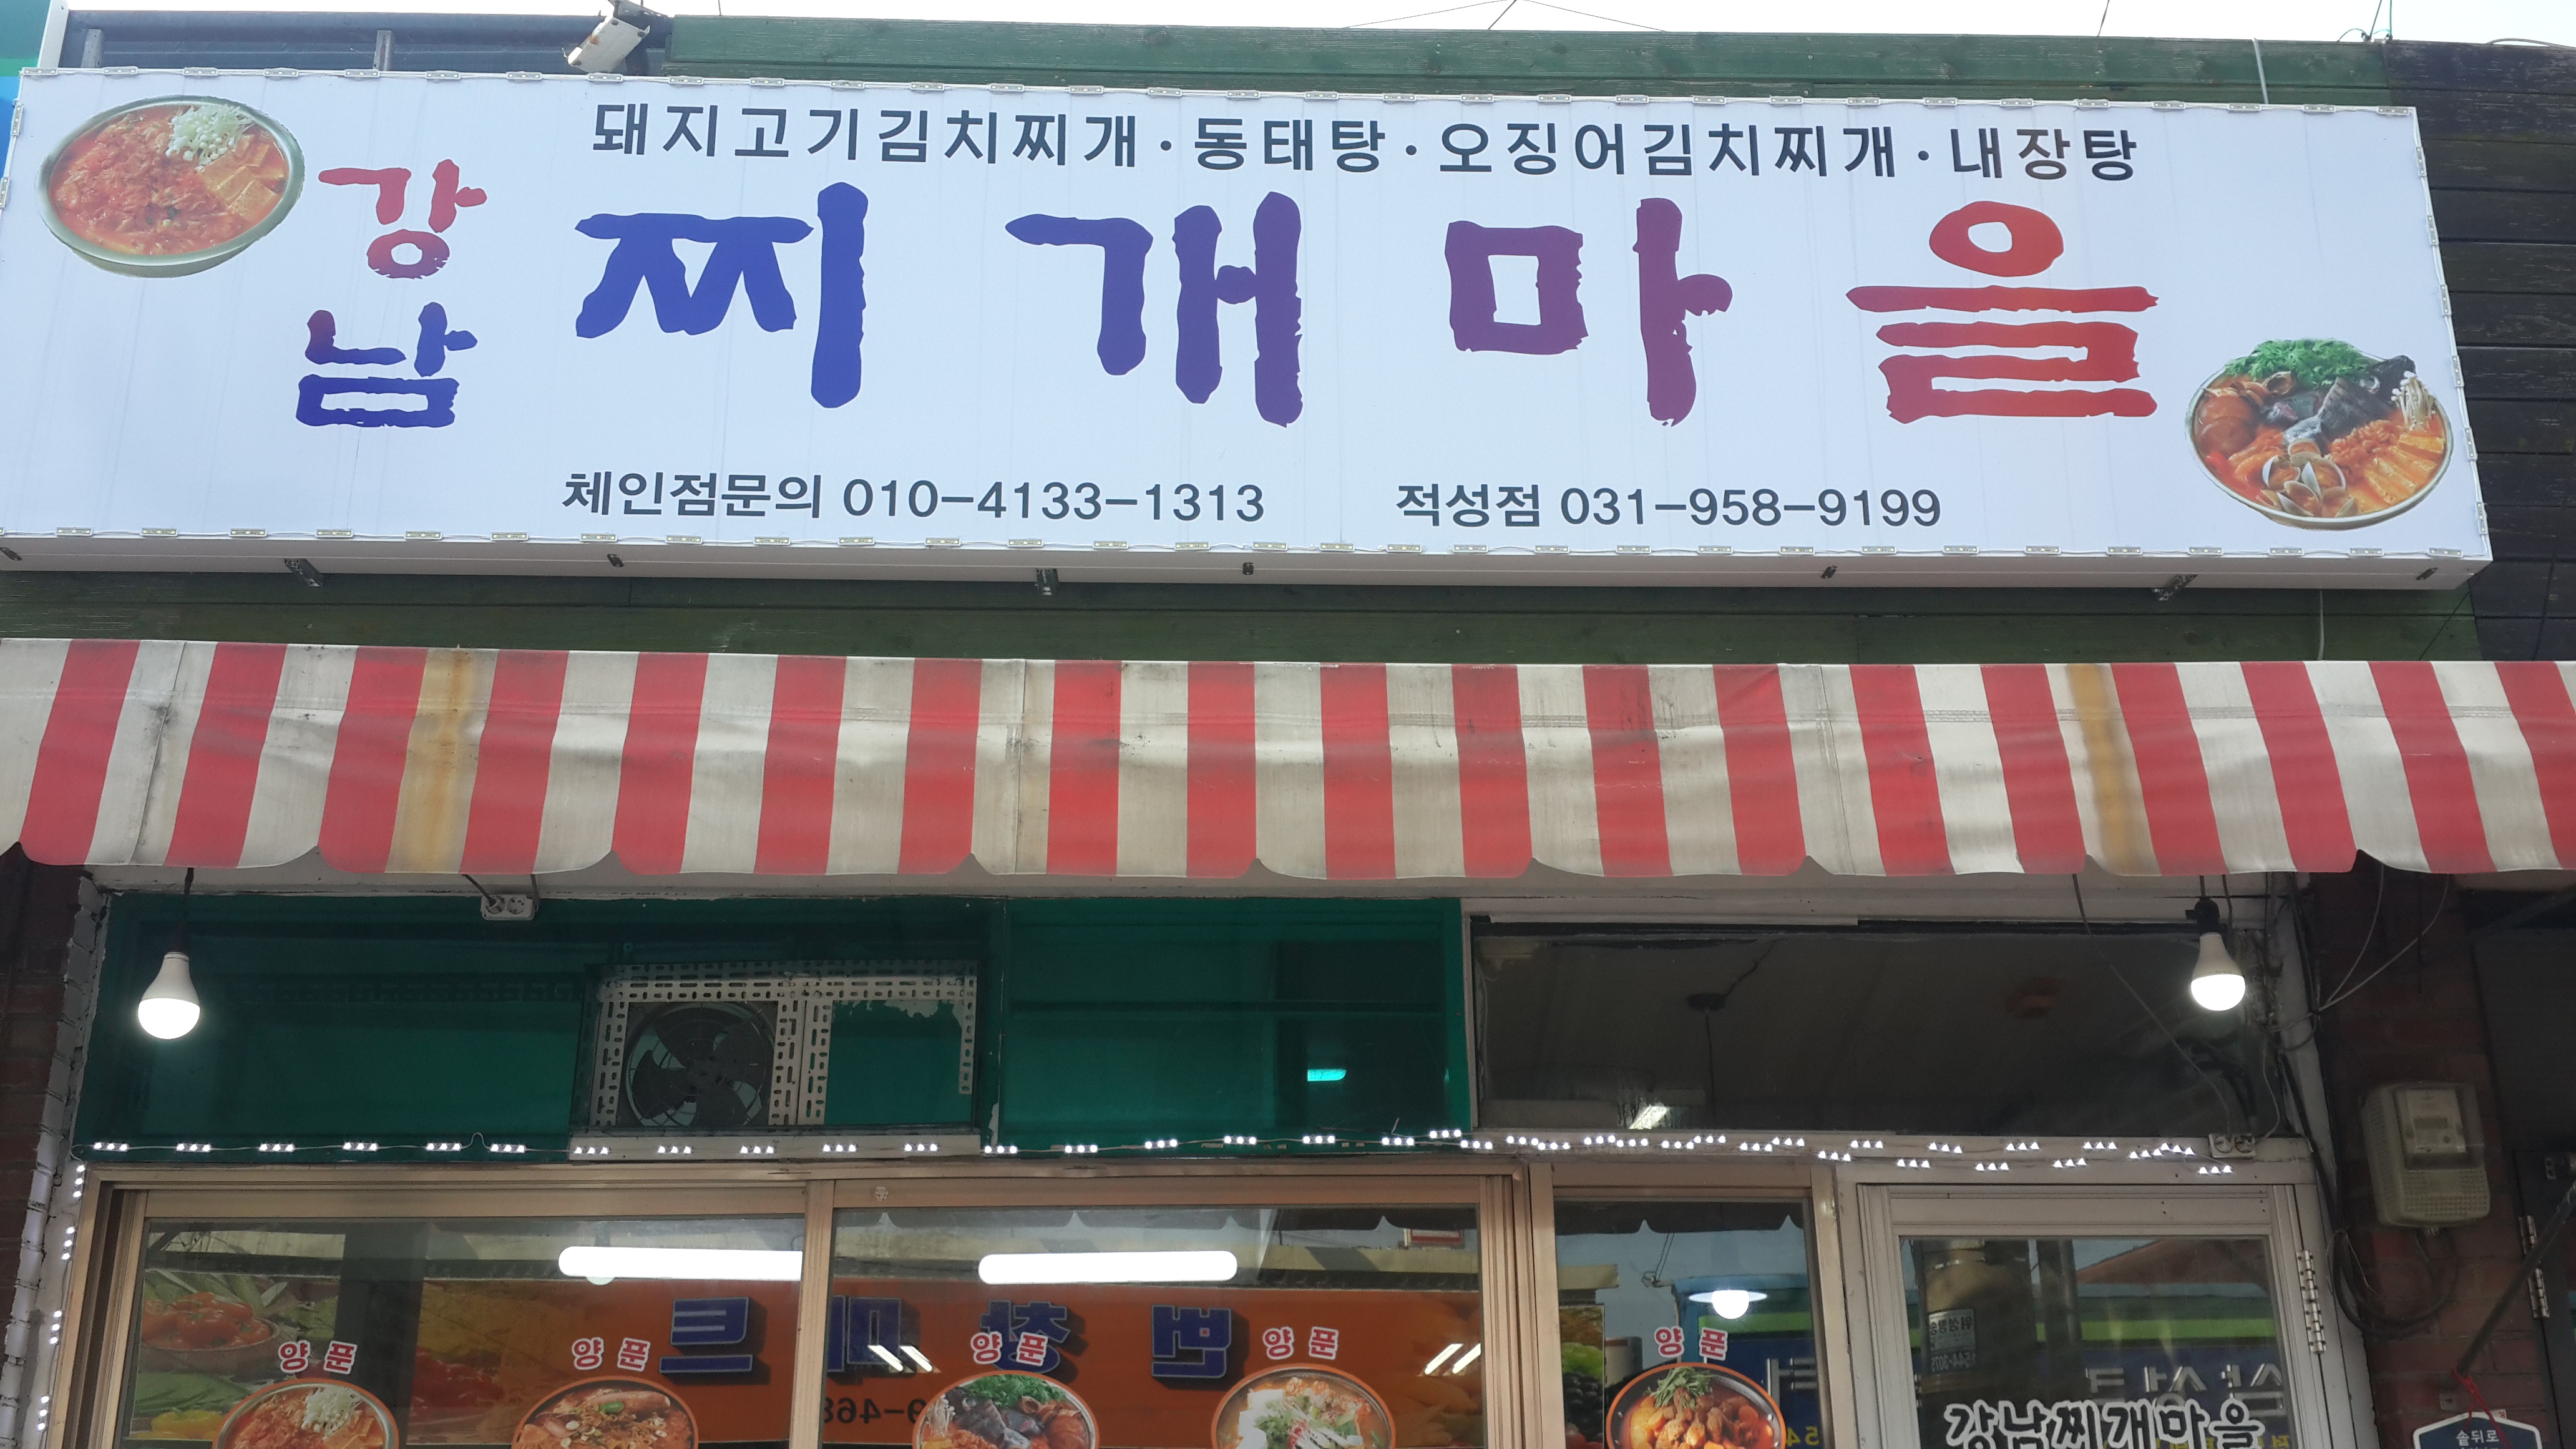 돼지고기김치찌개·동태탕·오징어김치찌개·내장탕
강남 찌개마을
체인점문의 010-4133-1313 적성점 031-958-9199
양푼 양푼 양푼 양푼 양푼
강남찌개마을